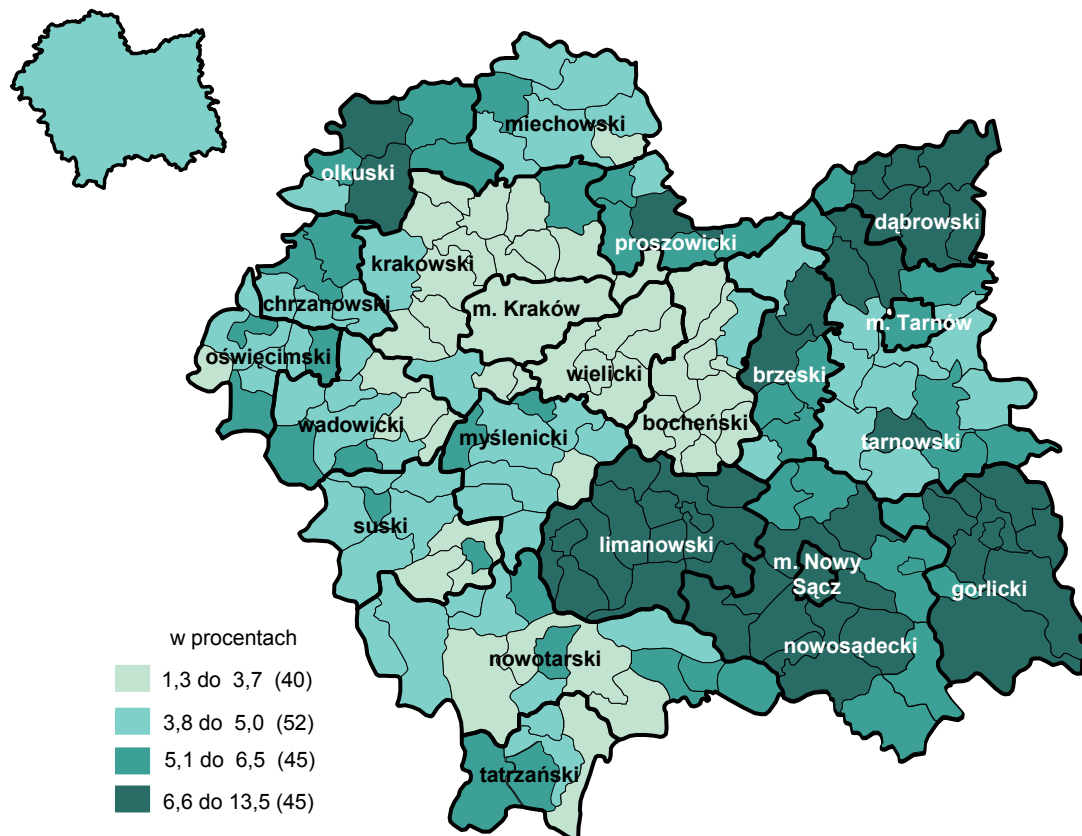 miechowski
olkuski
dąbrowski
proszowicki
krakowski
chrzanowski
m. Kraków
m. Tarnów
oświęcimski
wielicki
brzeski
wadowicki
bocheński
myślenicki
tarnowski
suski
limanowski
m. Nowy
Sącz
gorlicki
nowosądecki
nowotarski
tatrzański
w procentach
1,3 do 3,7 (40)
3,8 do 5,0 (52)
5,1 do 6,5 (45)
6,6 do 13,5 (45)